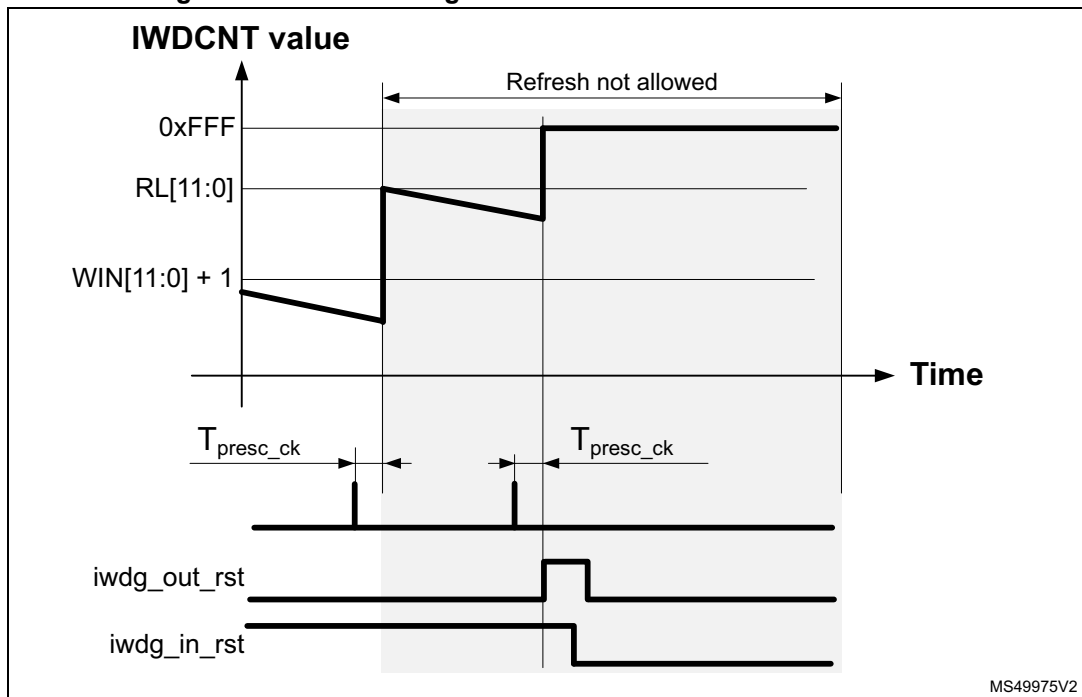 IWDCNT value
Refresh not allowed
0xFFF
RL[11:0]
WIN[11:0] + 1
Time
Tpresc_ck
Tpresc_ck
iwdg_out_rst
iwdg_in_rst
MS49975V2